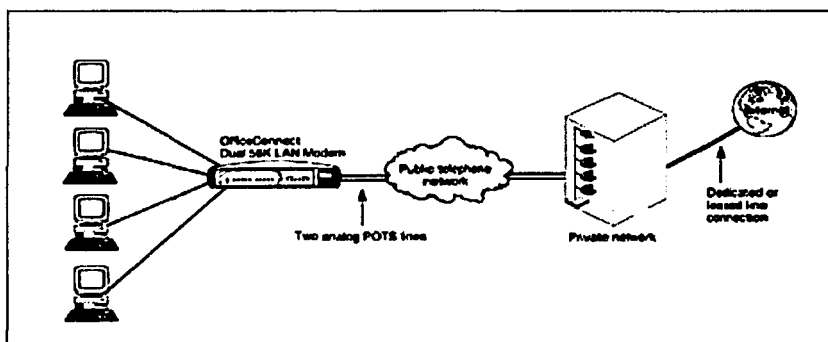 OfficeConnect
Dual 56K LAN Modem
Public telephone
network
Internet
Two analog POTS lines
Private network
Dedicated or
leased line
connection